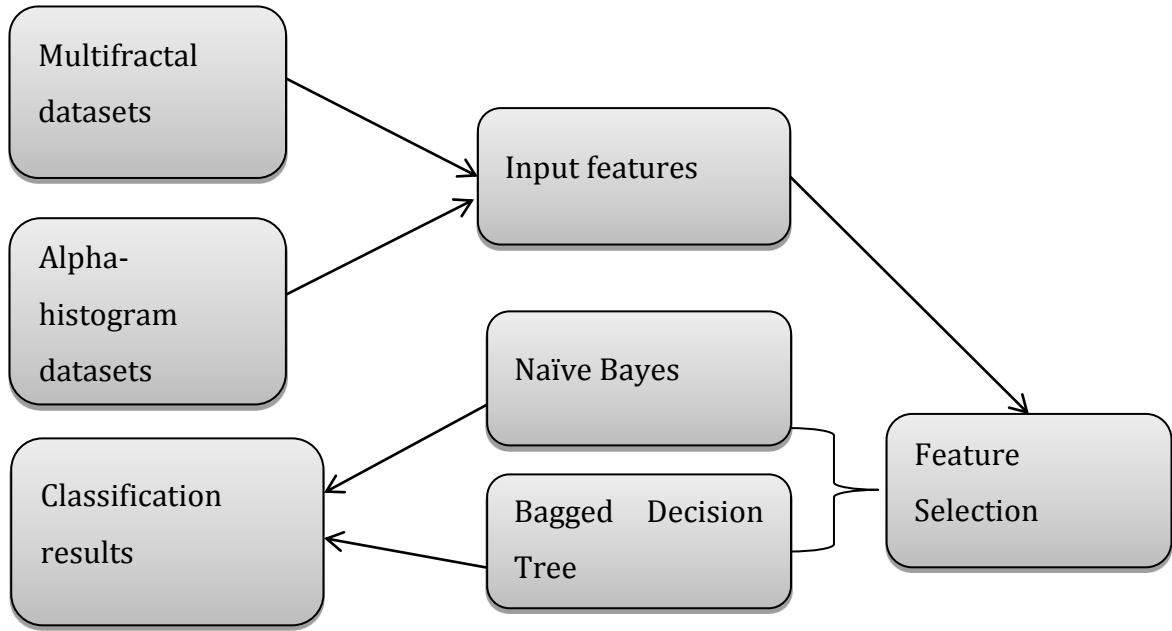 Multifractal
datasets
Input features
Alpha-
histogram
datasets
Naïve Bayes
Feature
Selection
Classification
results
Bagged Decision
Tree